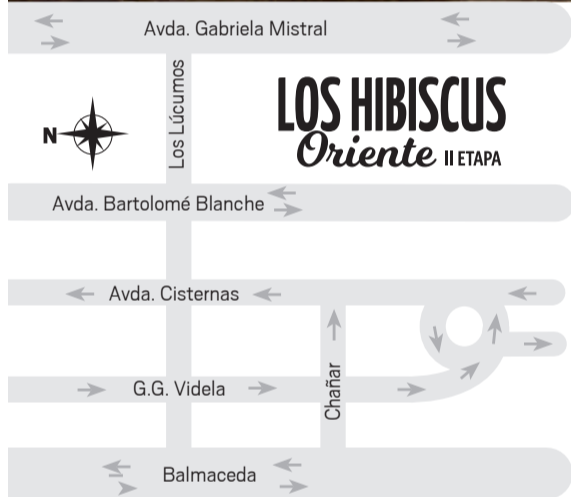 Avda. Gabriela Mistral
Los Lúcumos
N
LOS HIBISCUS
Oriente II ETAPA
Avda. Bartolomé Blanche
Avda. Cisternas
G.G. Videla
Chañar
Balmaceda